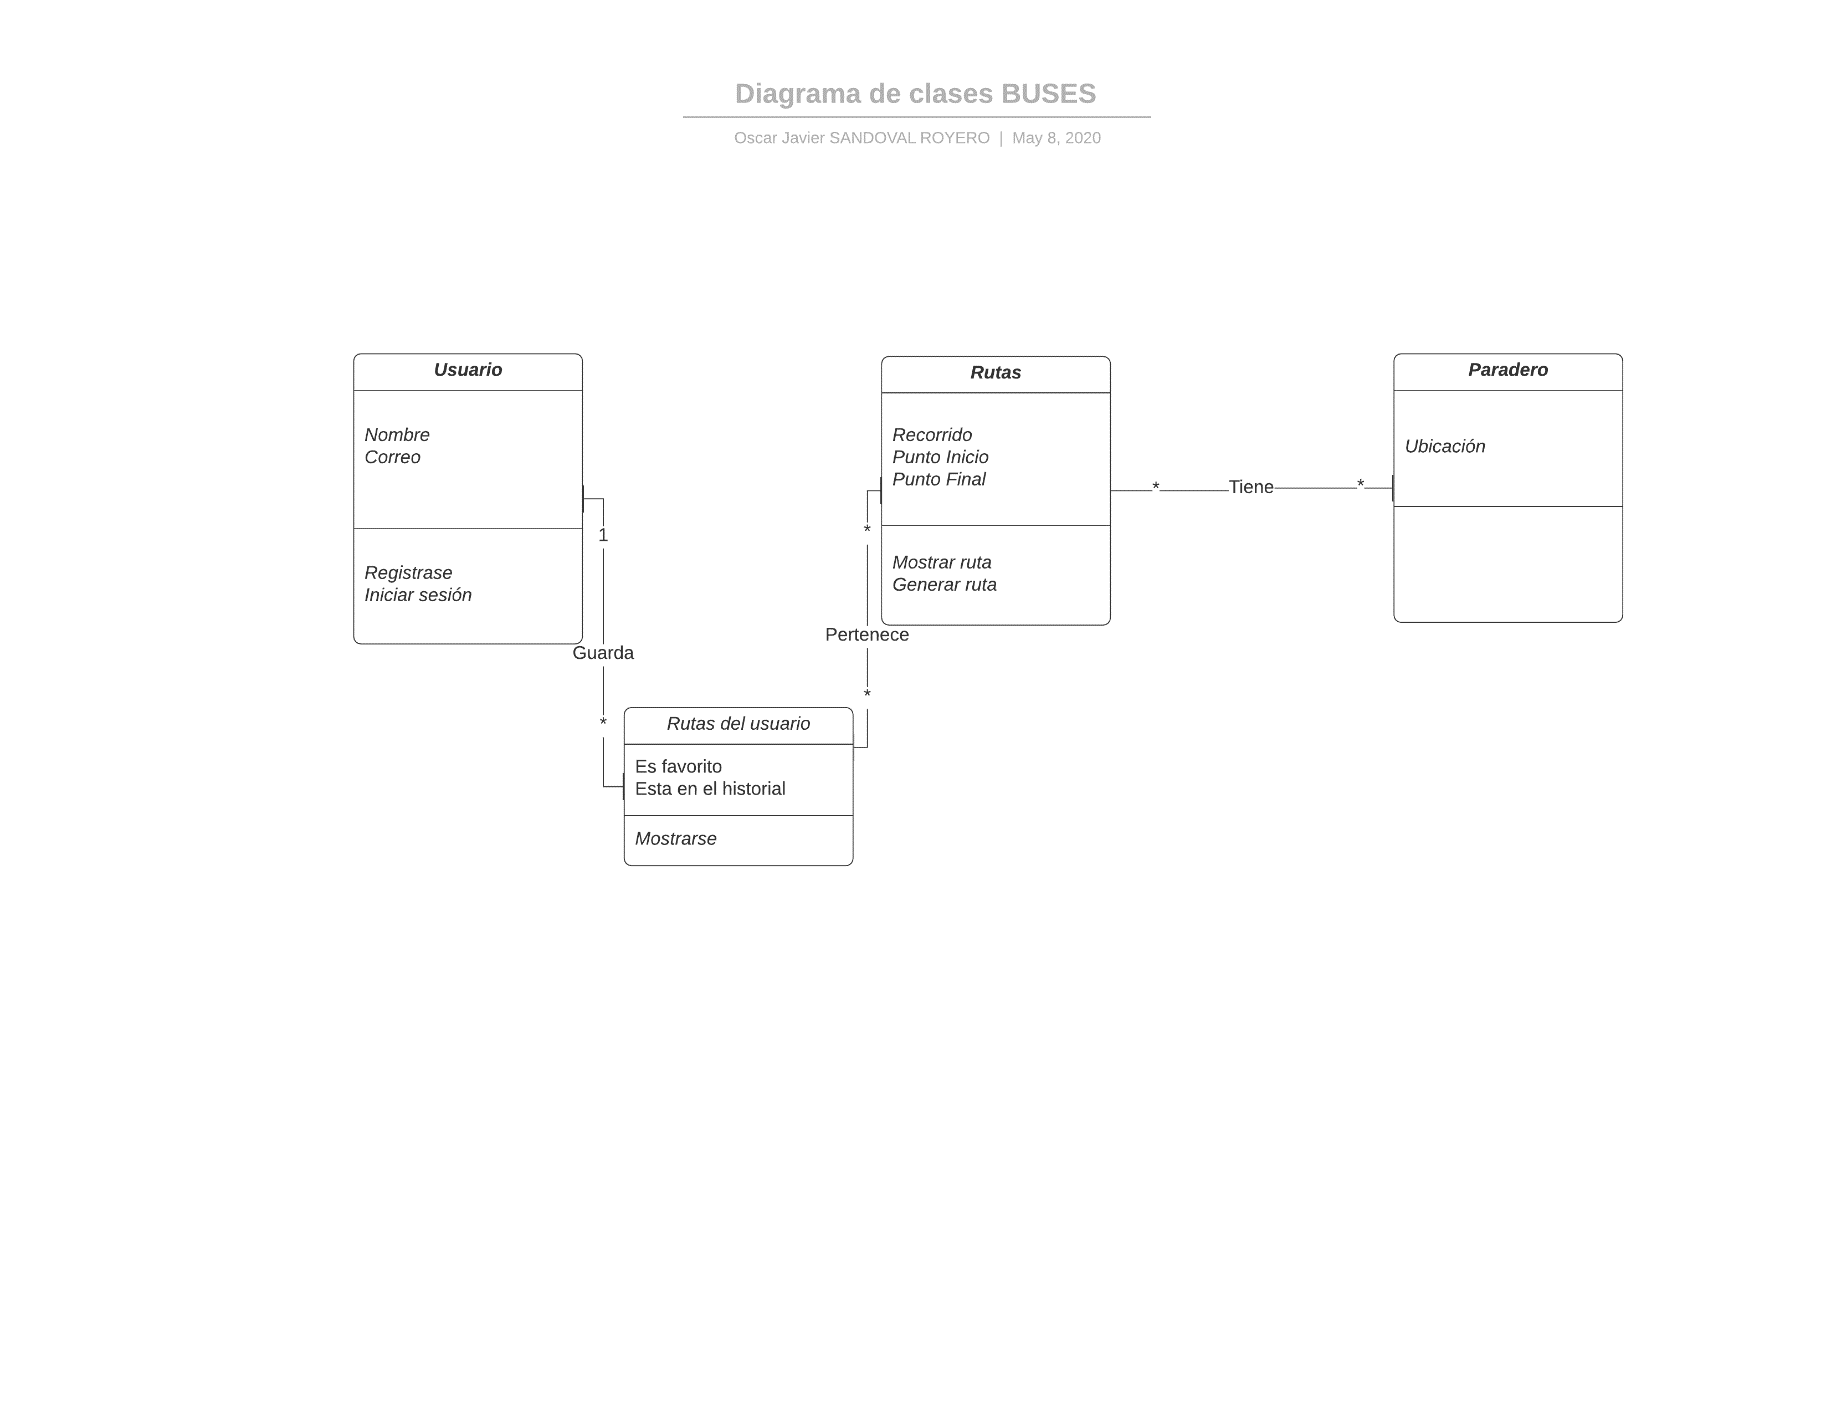 Diagrama de clases BUSES
Oscar Javier SANDOVAL ROYERO | May 8, 2020
Usuario
Nombre
Correo
Registrase
Iniciar sesión
1
Guarda
*
Rutas del usuario
Es favorito
Esta en el historial
Mostrarse
*
Pertenece
*
Rutas
Recorrido
Punto Inicio
Punto Final
Mostrar ruta
Generar ruta
* Tiene *
Paradero
Ubicación